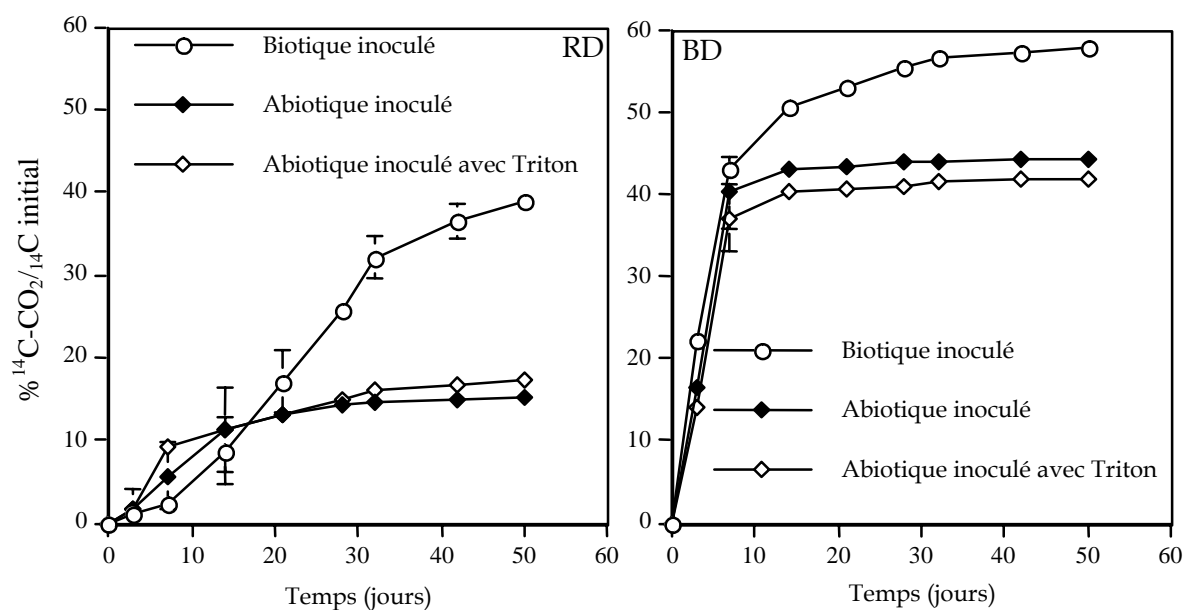 60
50
40
30
20
10
0
% ¹⁴C-CO₂/₁₄C initial
Biotique inoculé
RD
Abiotique inoculé
Abiotique inoculé avec Triton
0 10 20 30 40 50 60
Temps (jours)
60
50
40
30
20
10
0
BD
Biotique inoculé
Abiotique inoculé
Abiotique inoculé avec Triton
0 10 20 30 40 50 60
Temps (jours)